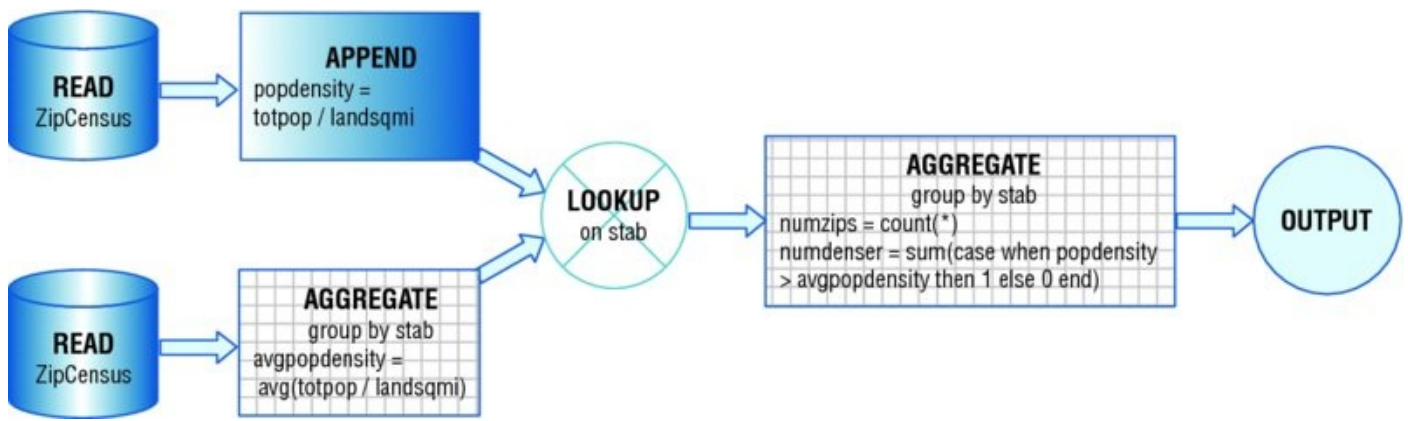 READ
ZipCensus
APPEND
popdensity =
totpop / landsqmi
READ
ZipCensus
AGGREGATE
group by stab
avgpopdensity =
avg(totpop / landsqmi)
LOOKUP
on stab
AGGREGATE
group by stab
numzips = count(*)
numdenser = sum(case when popdensity
> avgpopdensity then 1 else 0 end)
OUTPUT